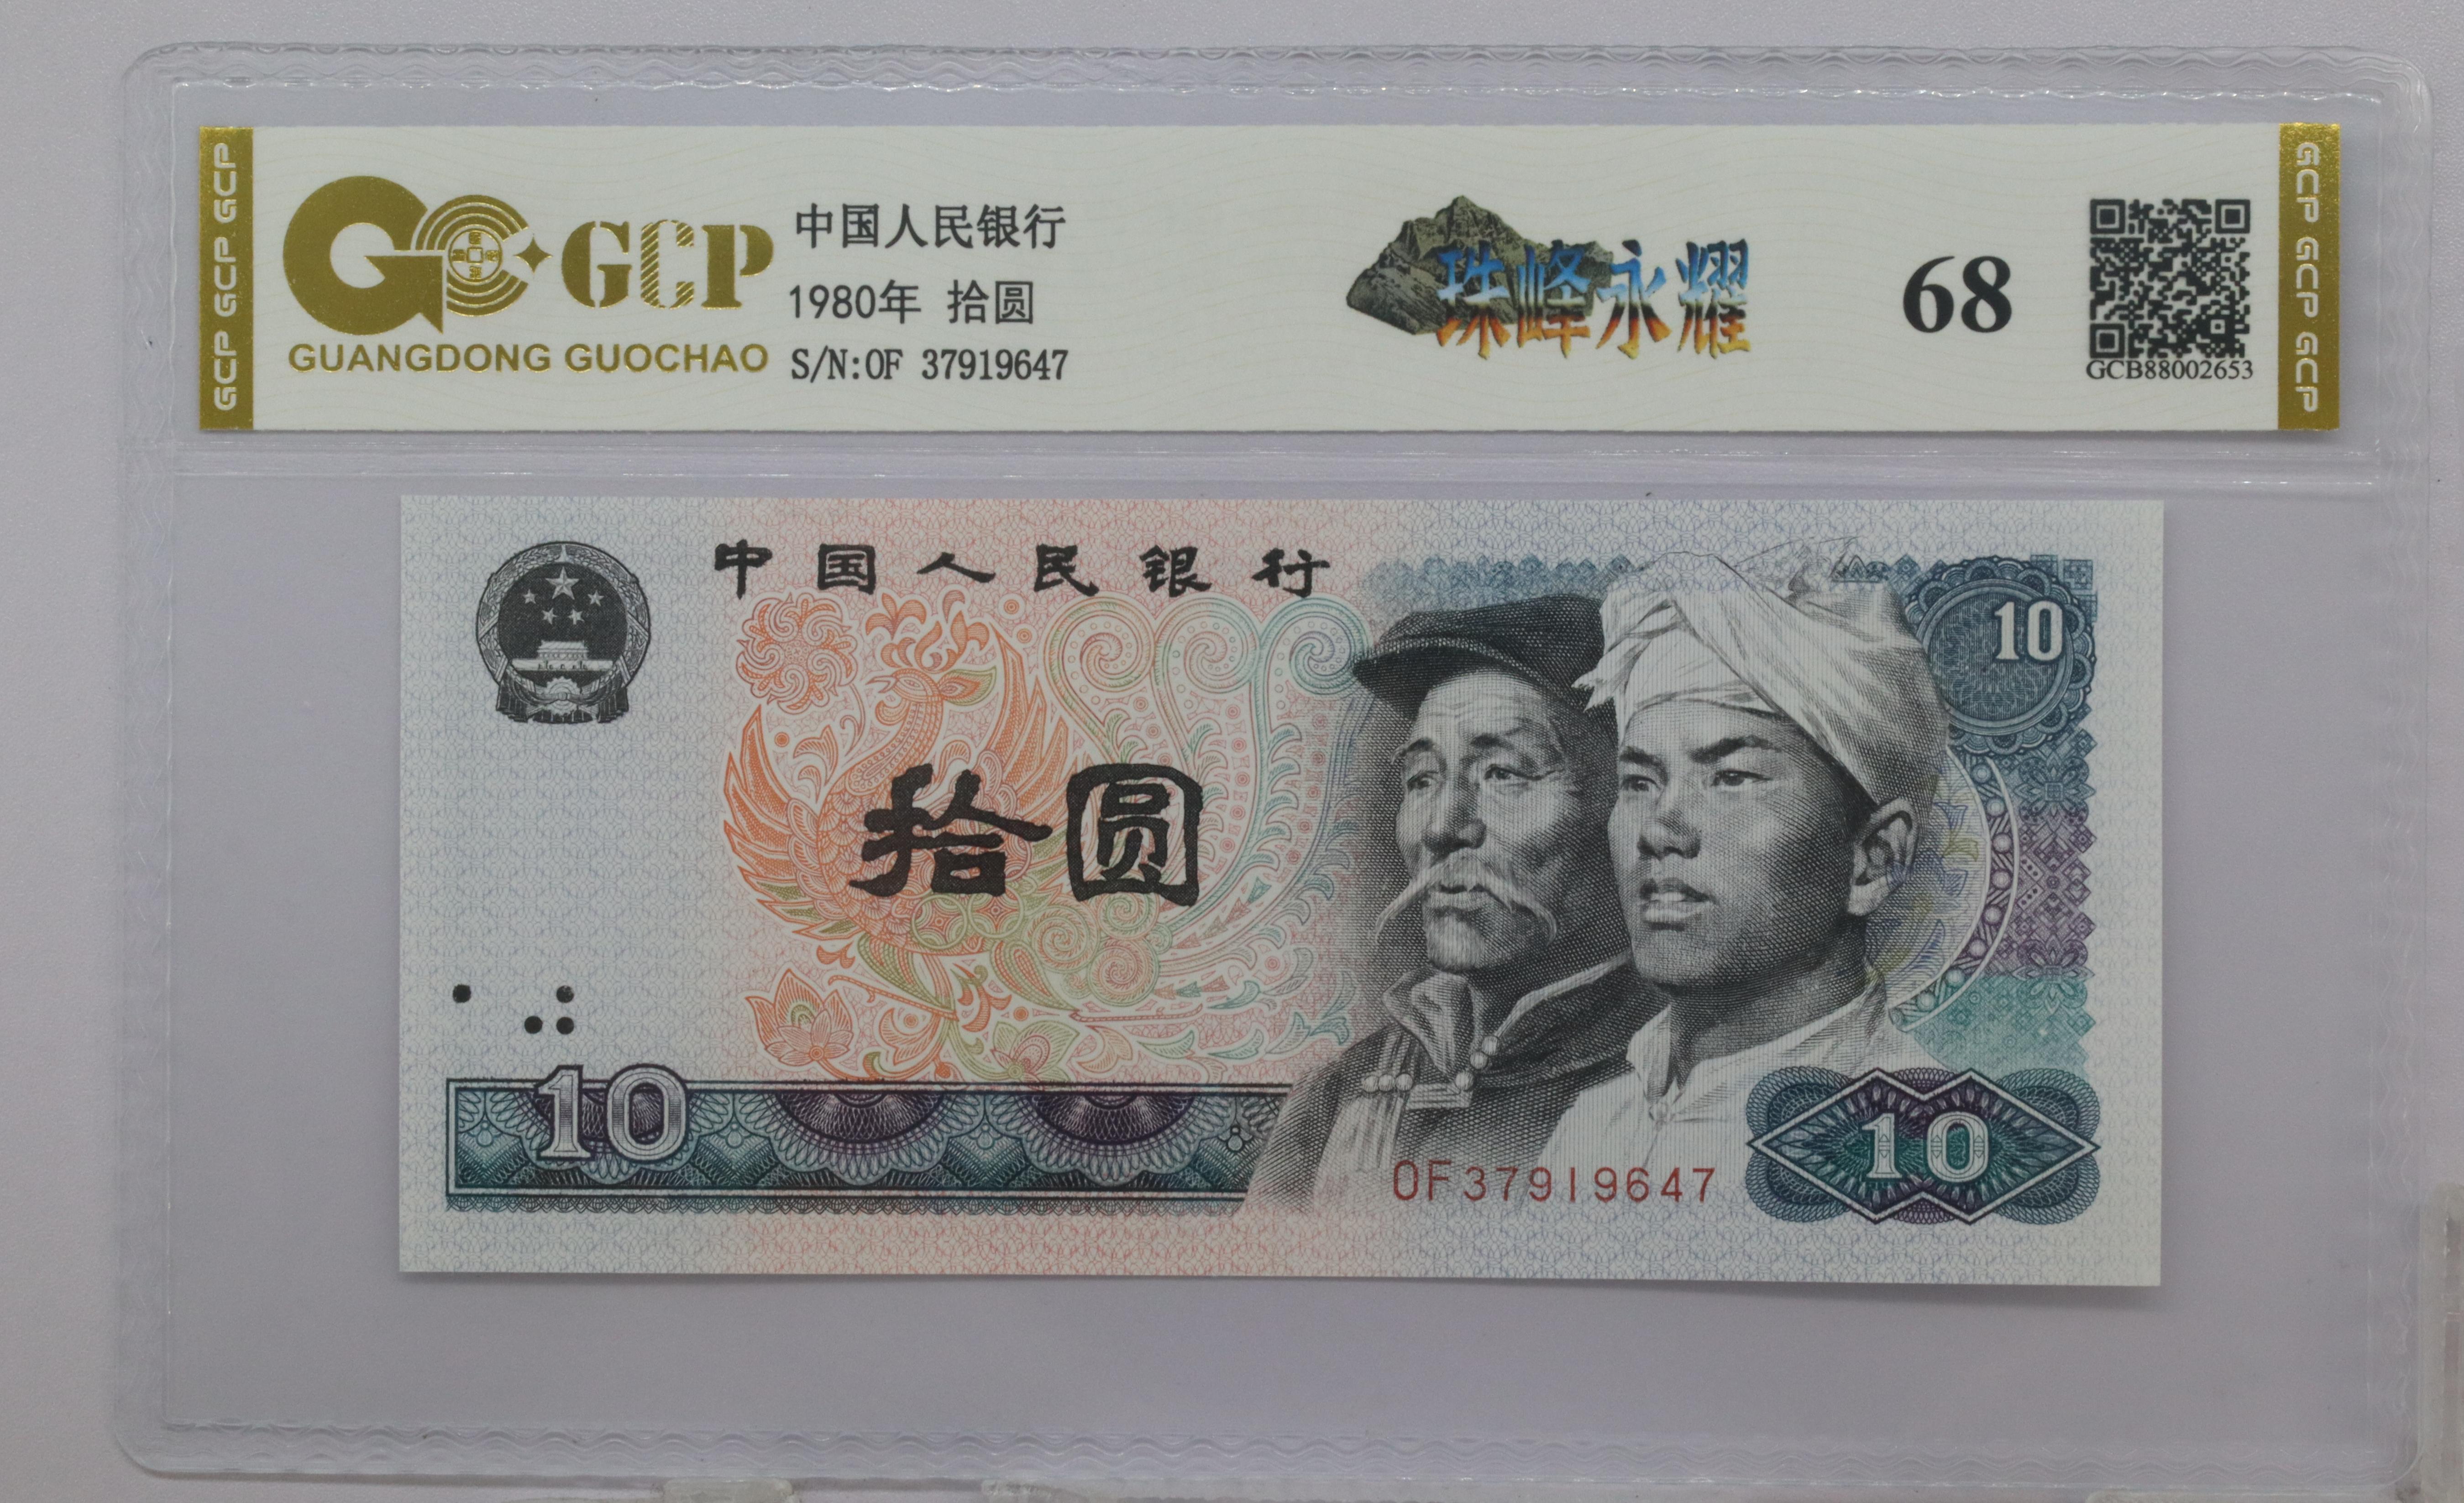 GCP GCP GCP
GCP
GUANGDONG GUOCHAO
中国人民银行
1980年 拾圆
S/N:OF 37919647
珠峰永耀
68
GCB88002653
GCP GCP GCP
中国人民银行
10
拾圆
10
OF37919647
10